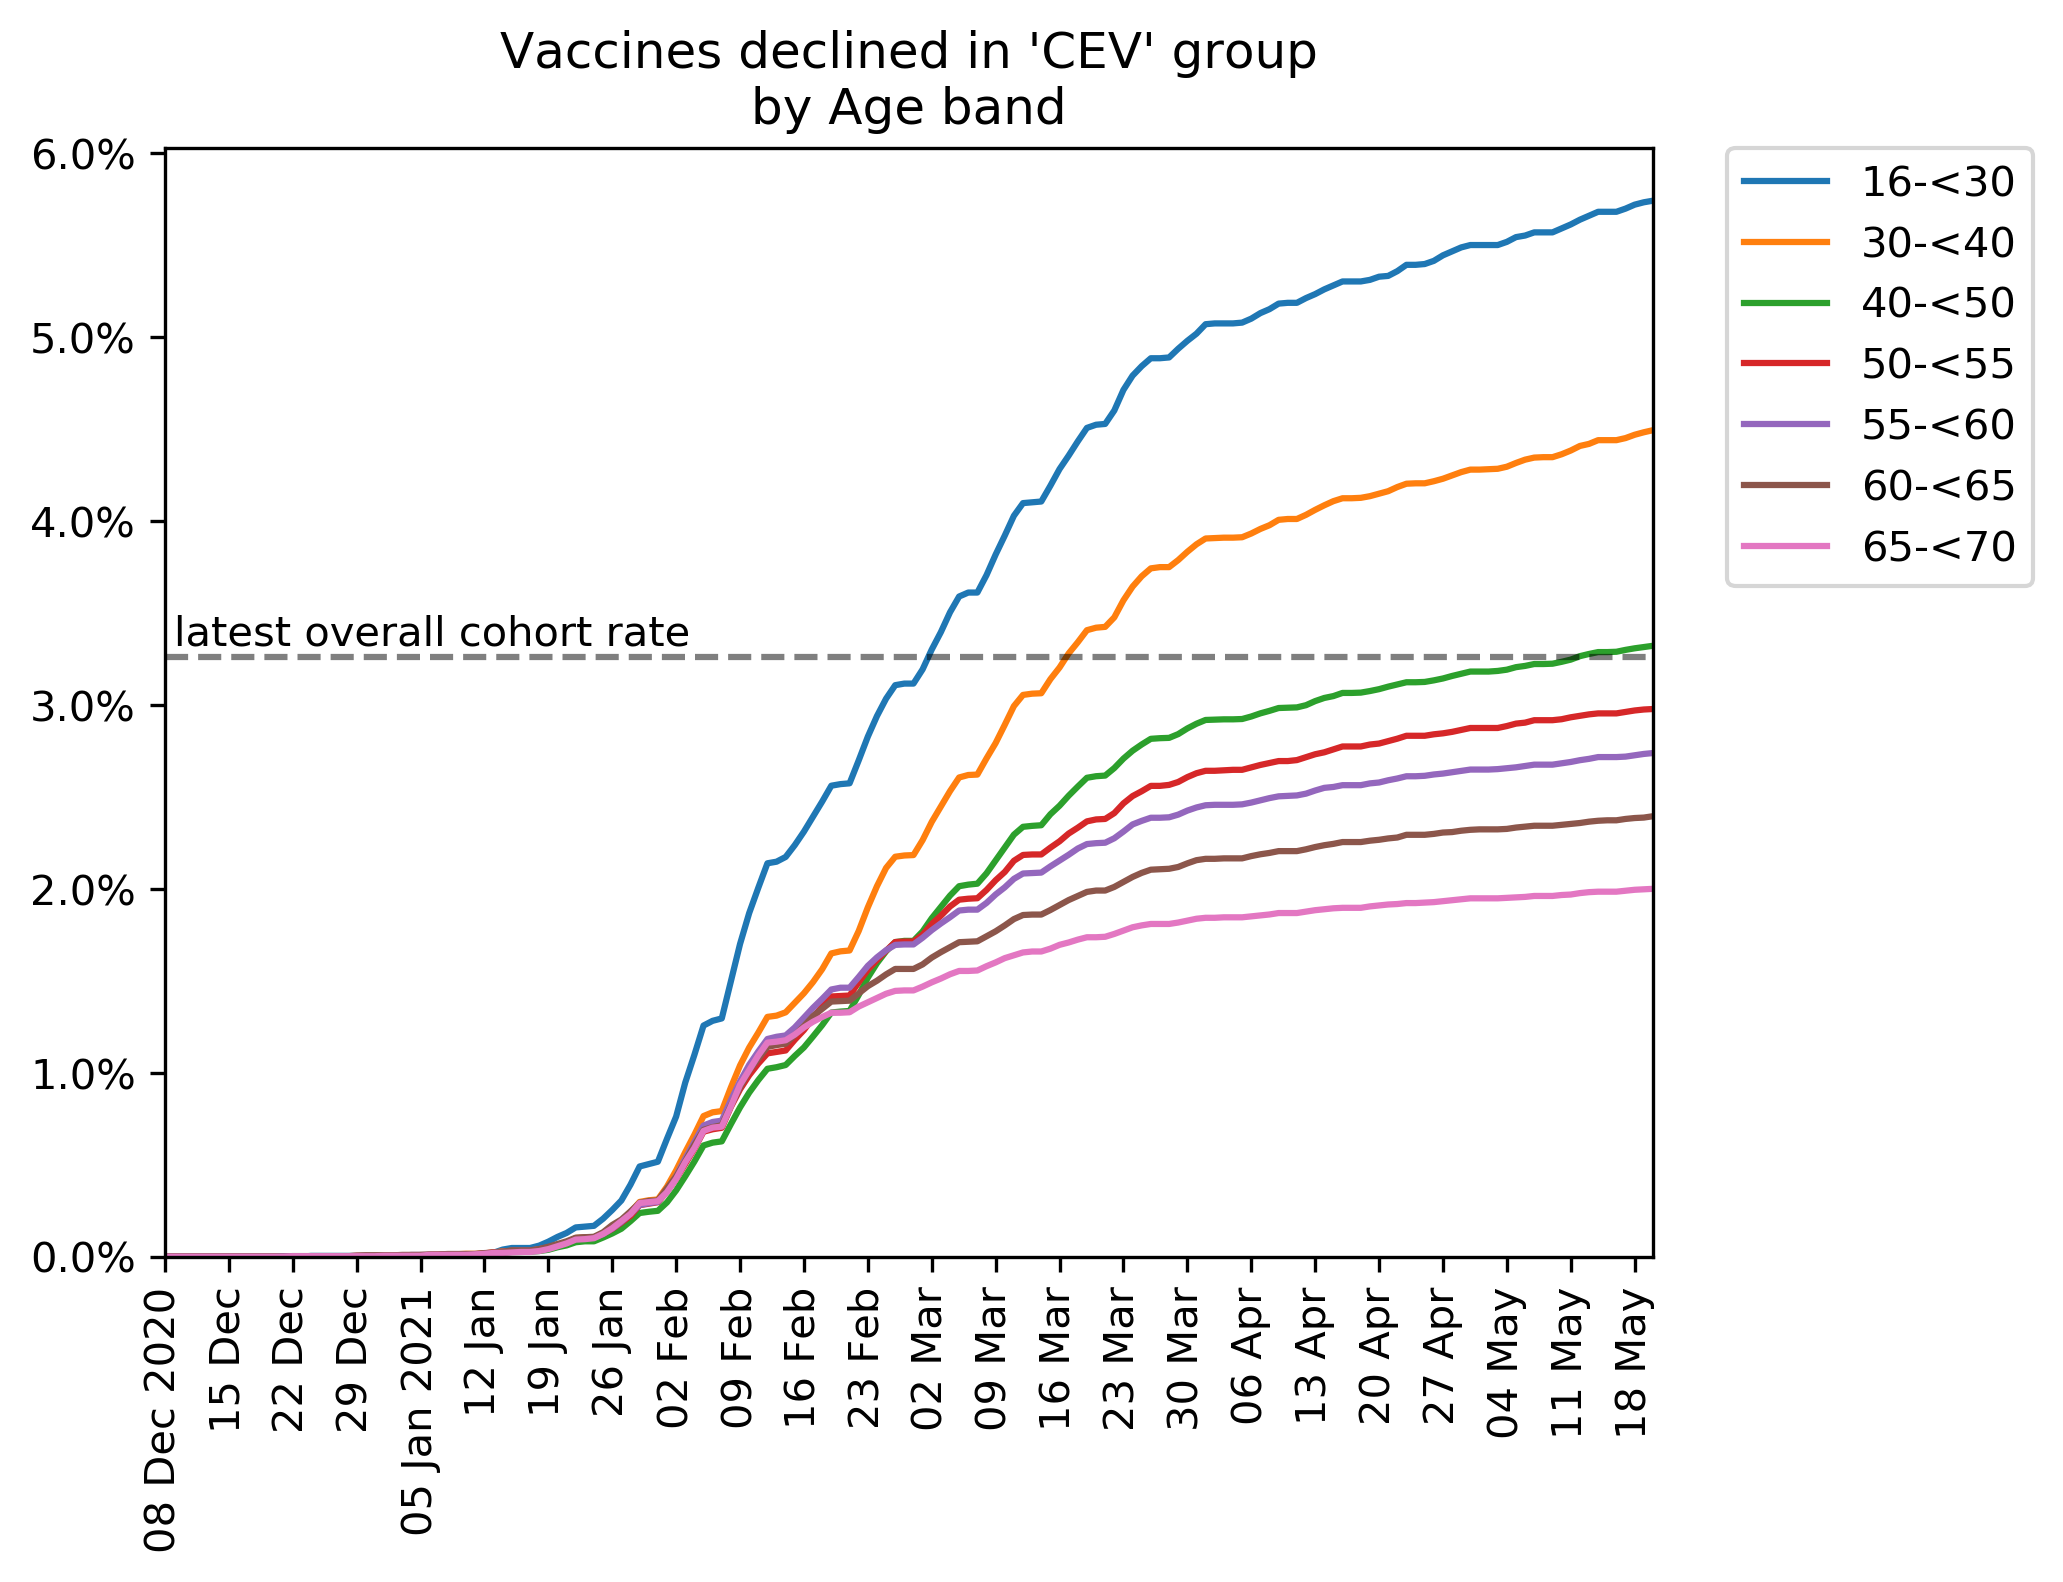 Vaccines declined in 'CEV' group
by Age band
6.0%
5.0%
4.0%
3.0%
2.0%
1.0%
0.0%
latest overall cohort rate
16-<30
30-<40
40-<50
50-<55
55-<60
60-<65
65-<70
08 Dec 2020
15 Dec
22 Dec
29 Dec
05 Jan 2021
12 Jan
19 Jan
26 Jan
02 Feb
09 Feb
16 Feb
23 Feb
02 Mar
09 Mar
16 Mar
23 Mar
30 Mar
06 Apr
13 Apr
20 Apr
27 Apr
04 May
11 May
18 May